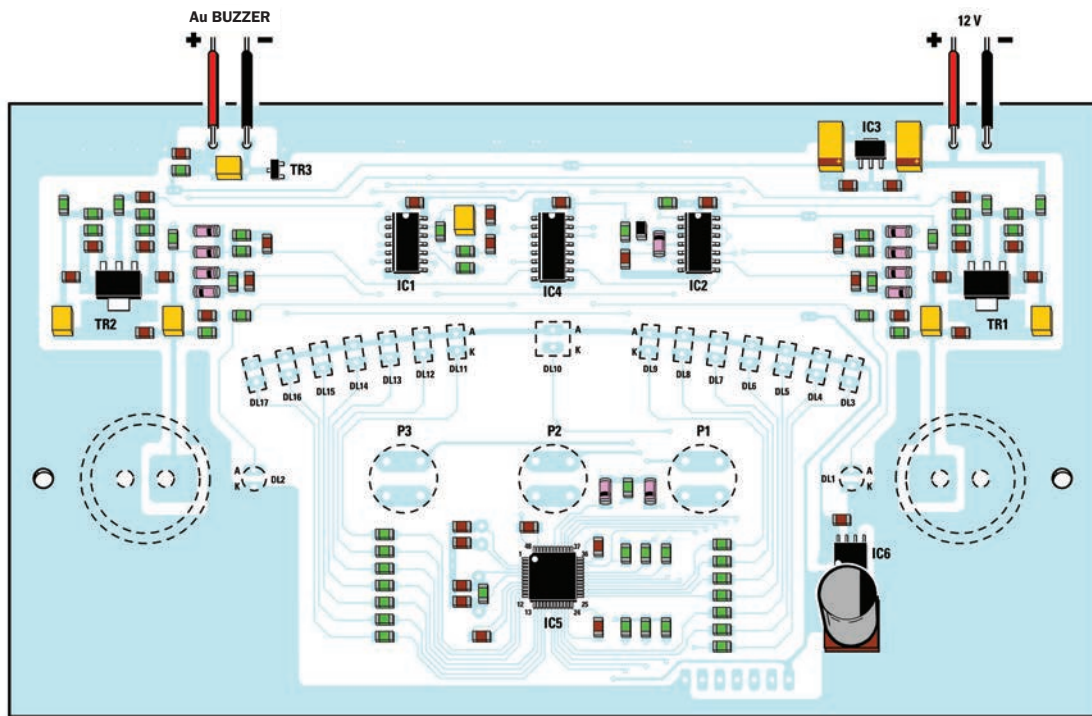 Au BUZZER
+ -
12 V
+ -
TR3
IC3
TR2
IC1
IC4
IC2
TR1
A
K
DL17
DL16
DL15
DL14
DL13
DL12
DL11
A
K
DL10
A
K
DL9
DL8
DL7
DL6
DL5
DL4
DL3
P3
P2
P1
A
K
DL2
A
K
DL1
48
37
1
36
12
25
13
24
IC5
IC6